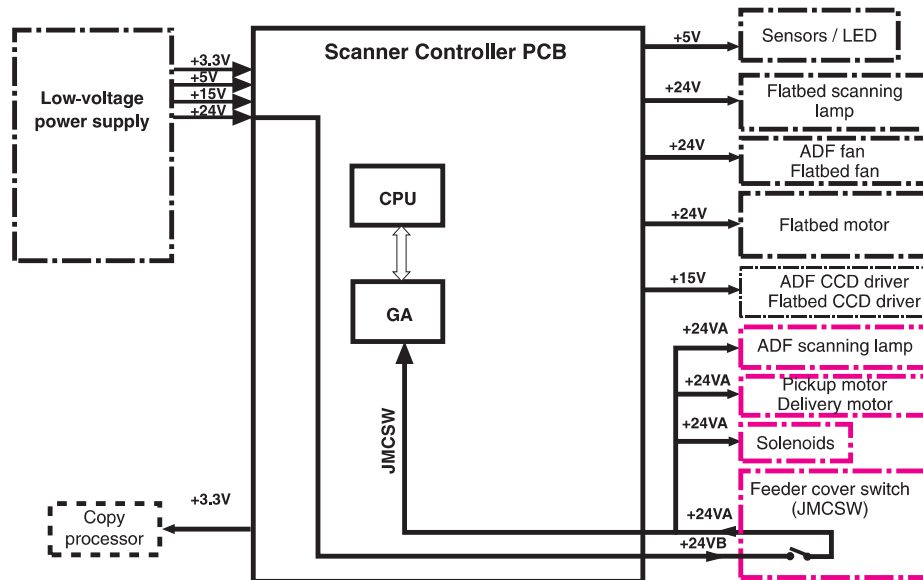 Scanner Controller PCB
Low-voltage
power supply
+3.3V
+5V
+15V
+24V
CPU
GA
JMCSW
+3.3V
Copy
processor
+5V
Sensors / LED
+24V
Flatbed scanning
lamp
+24V
ADF fan
Flatbed fan
+24V
Flatbed motor
+15V
ADF CCD driver
Flatbed CCD driver
+24VA
ADF scanning lamp
+24VA
Pickup motor
Delivery motor
+24VA
Solenoids
Feeder cover switch
(JMCSW)
+24VA
+24VB